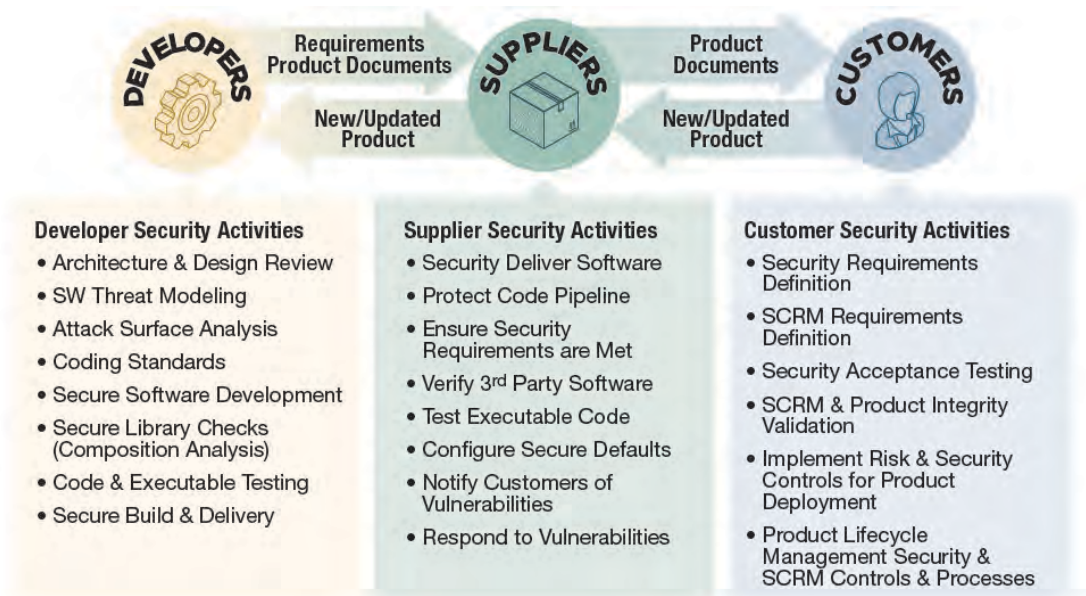 DEVELOPERS
Requirements
Product Documents
New/Updated
Product
SUPPLIERS
Product
Documents
New/Updated
Product
CUSTOMERS
Developer Security Activities
• Architecture & Design Review
• SW Threat Modeling
• Attack Surface Analysis
• Coding Standards
• Secure Software Development
• Secure Library Checks
(Composition Analysis)
• Code & Executable Testing
• Secure Build & Delivery
Supplier Security Activities
• Security Deliver Software
• Protect Code Pipeline
• Ensure Security
Requirements are Met
• Verify 3rd Party Software
• Test Executable Code
• Configure Secure Defaults
• Notify Customers of
Vulnerabilities
• Respond to Vulnerabilities
Customer Security Activities
• Security Requirements
Definition
• SCRM Requirements
Definition
• Security Acceptance Testing
• SCRM & Product Integrity
Validation
• Implement Risk & Security
Controls for Product
Deployment
• Product Lifecycle
Management Security &
SCRM Controls & Processes